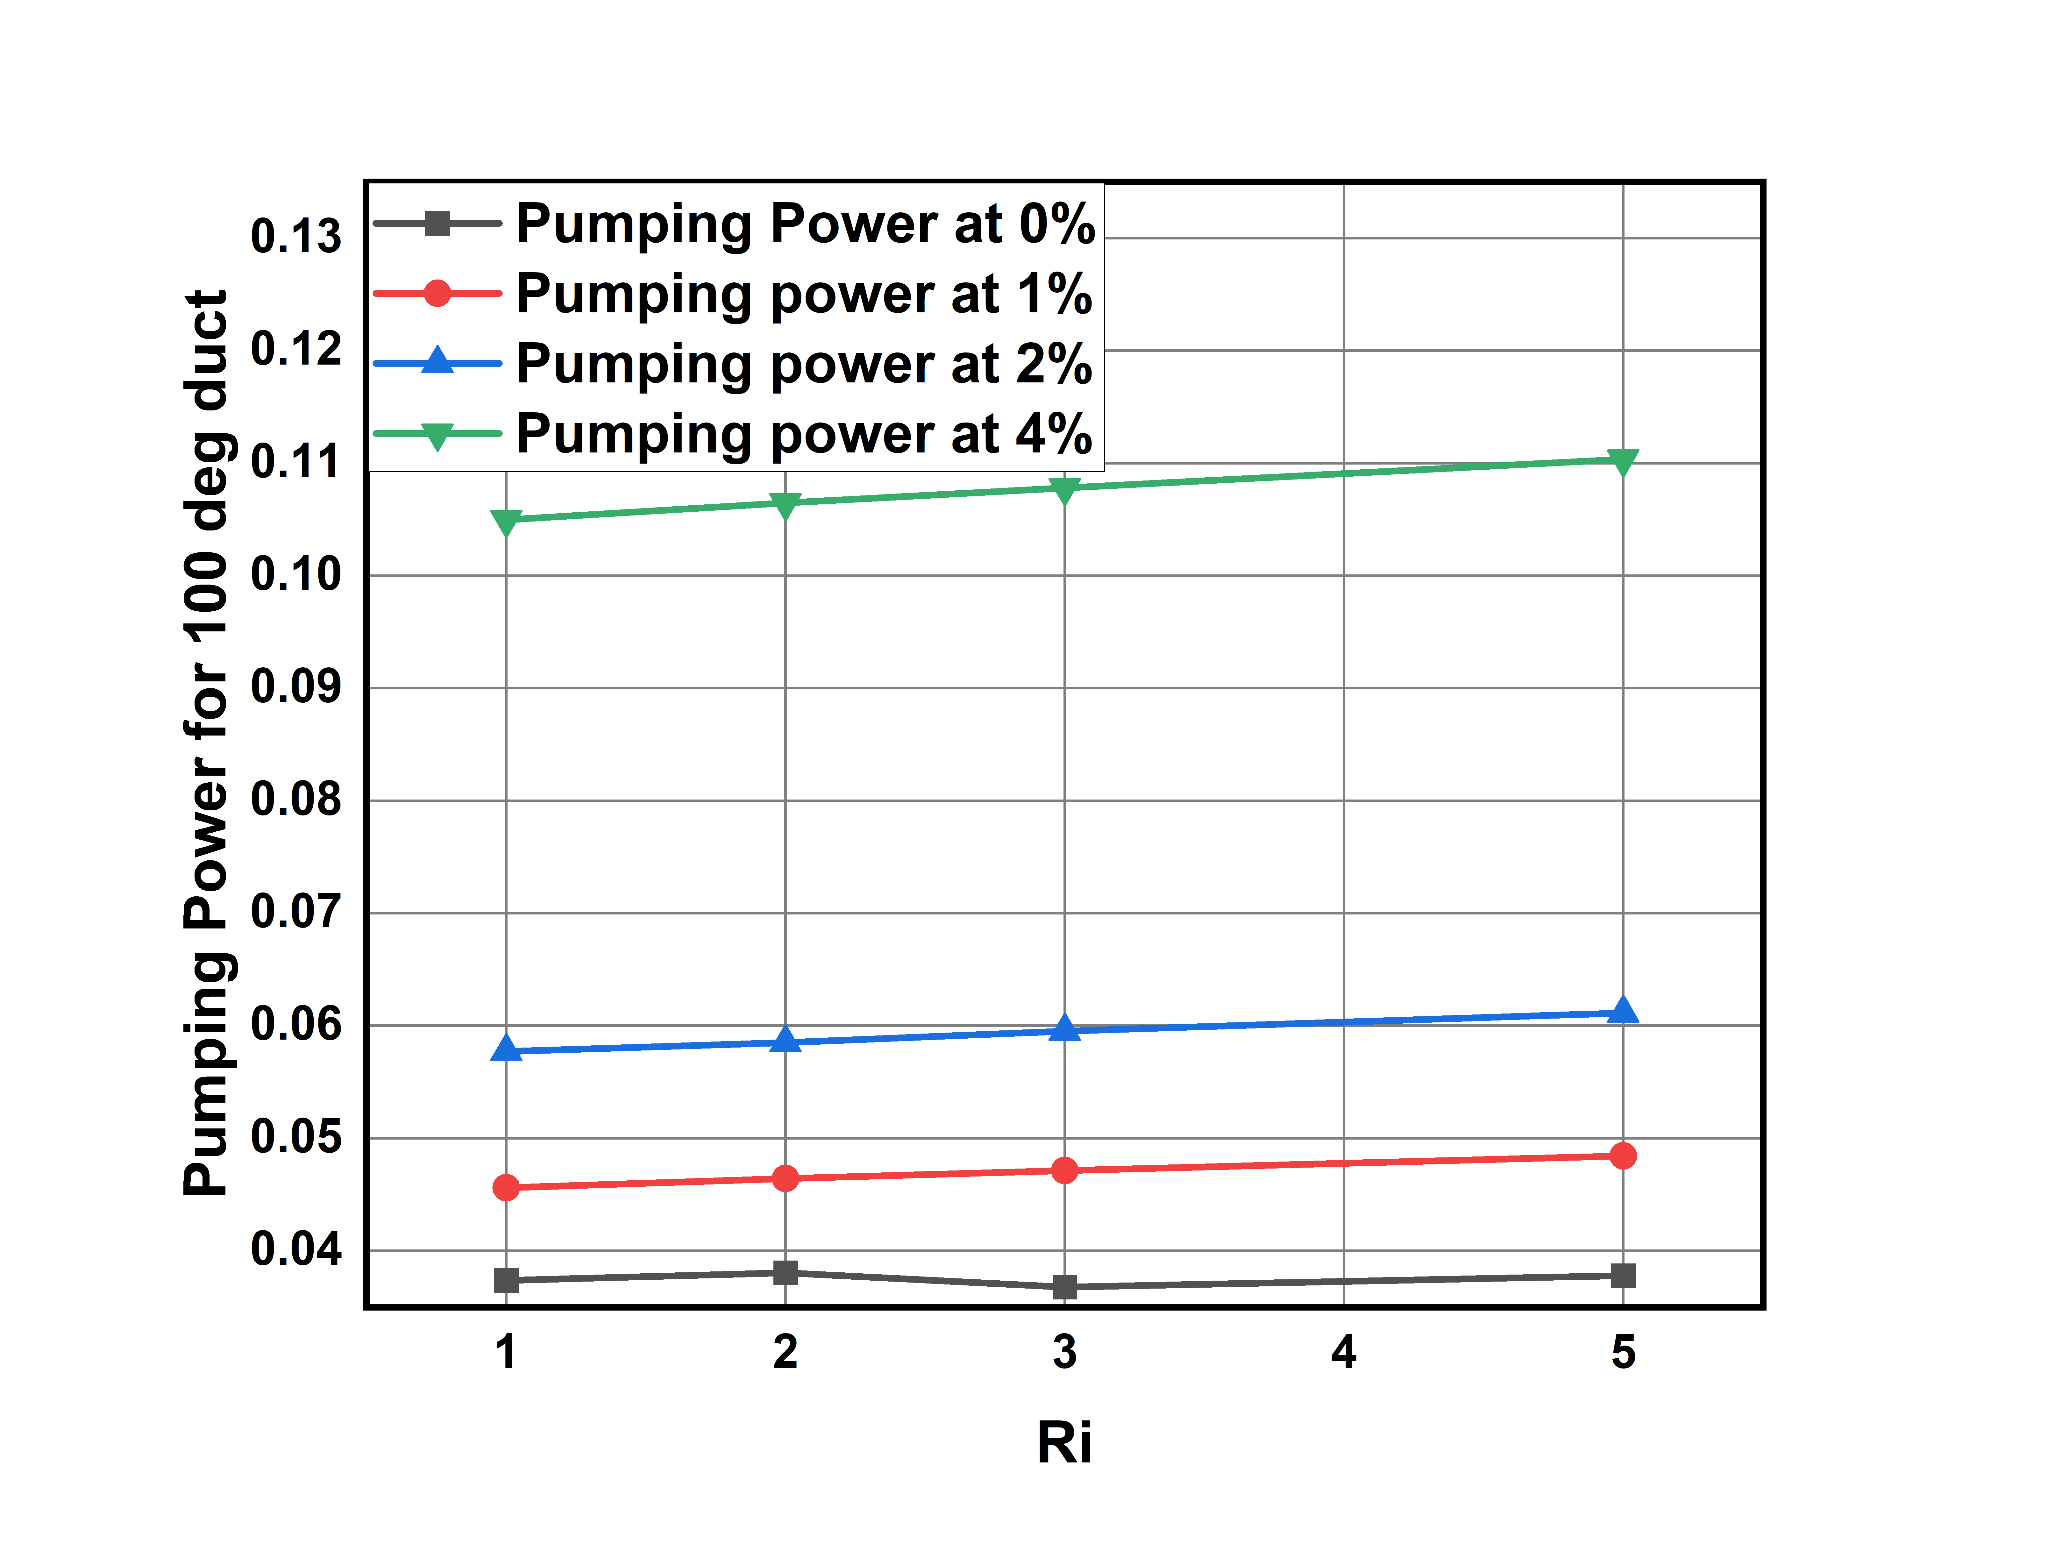 Pumping Power at 0%
Pumping power at 1%
Pumping power at 2%
Pumping power at 4%
Pumping Power for 100 deg duct
0.13
0.12
0.11
0.10
0.09
0.08
0.07
0.06
0.05
0.04
1 2 3 4 5
Ri